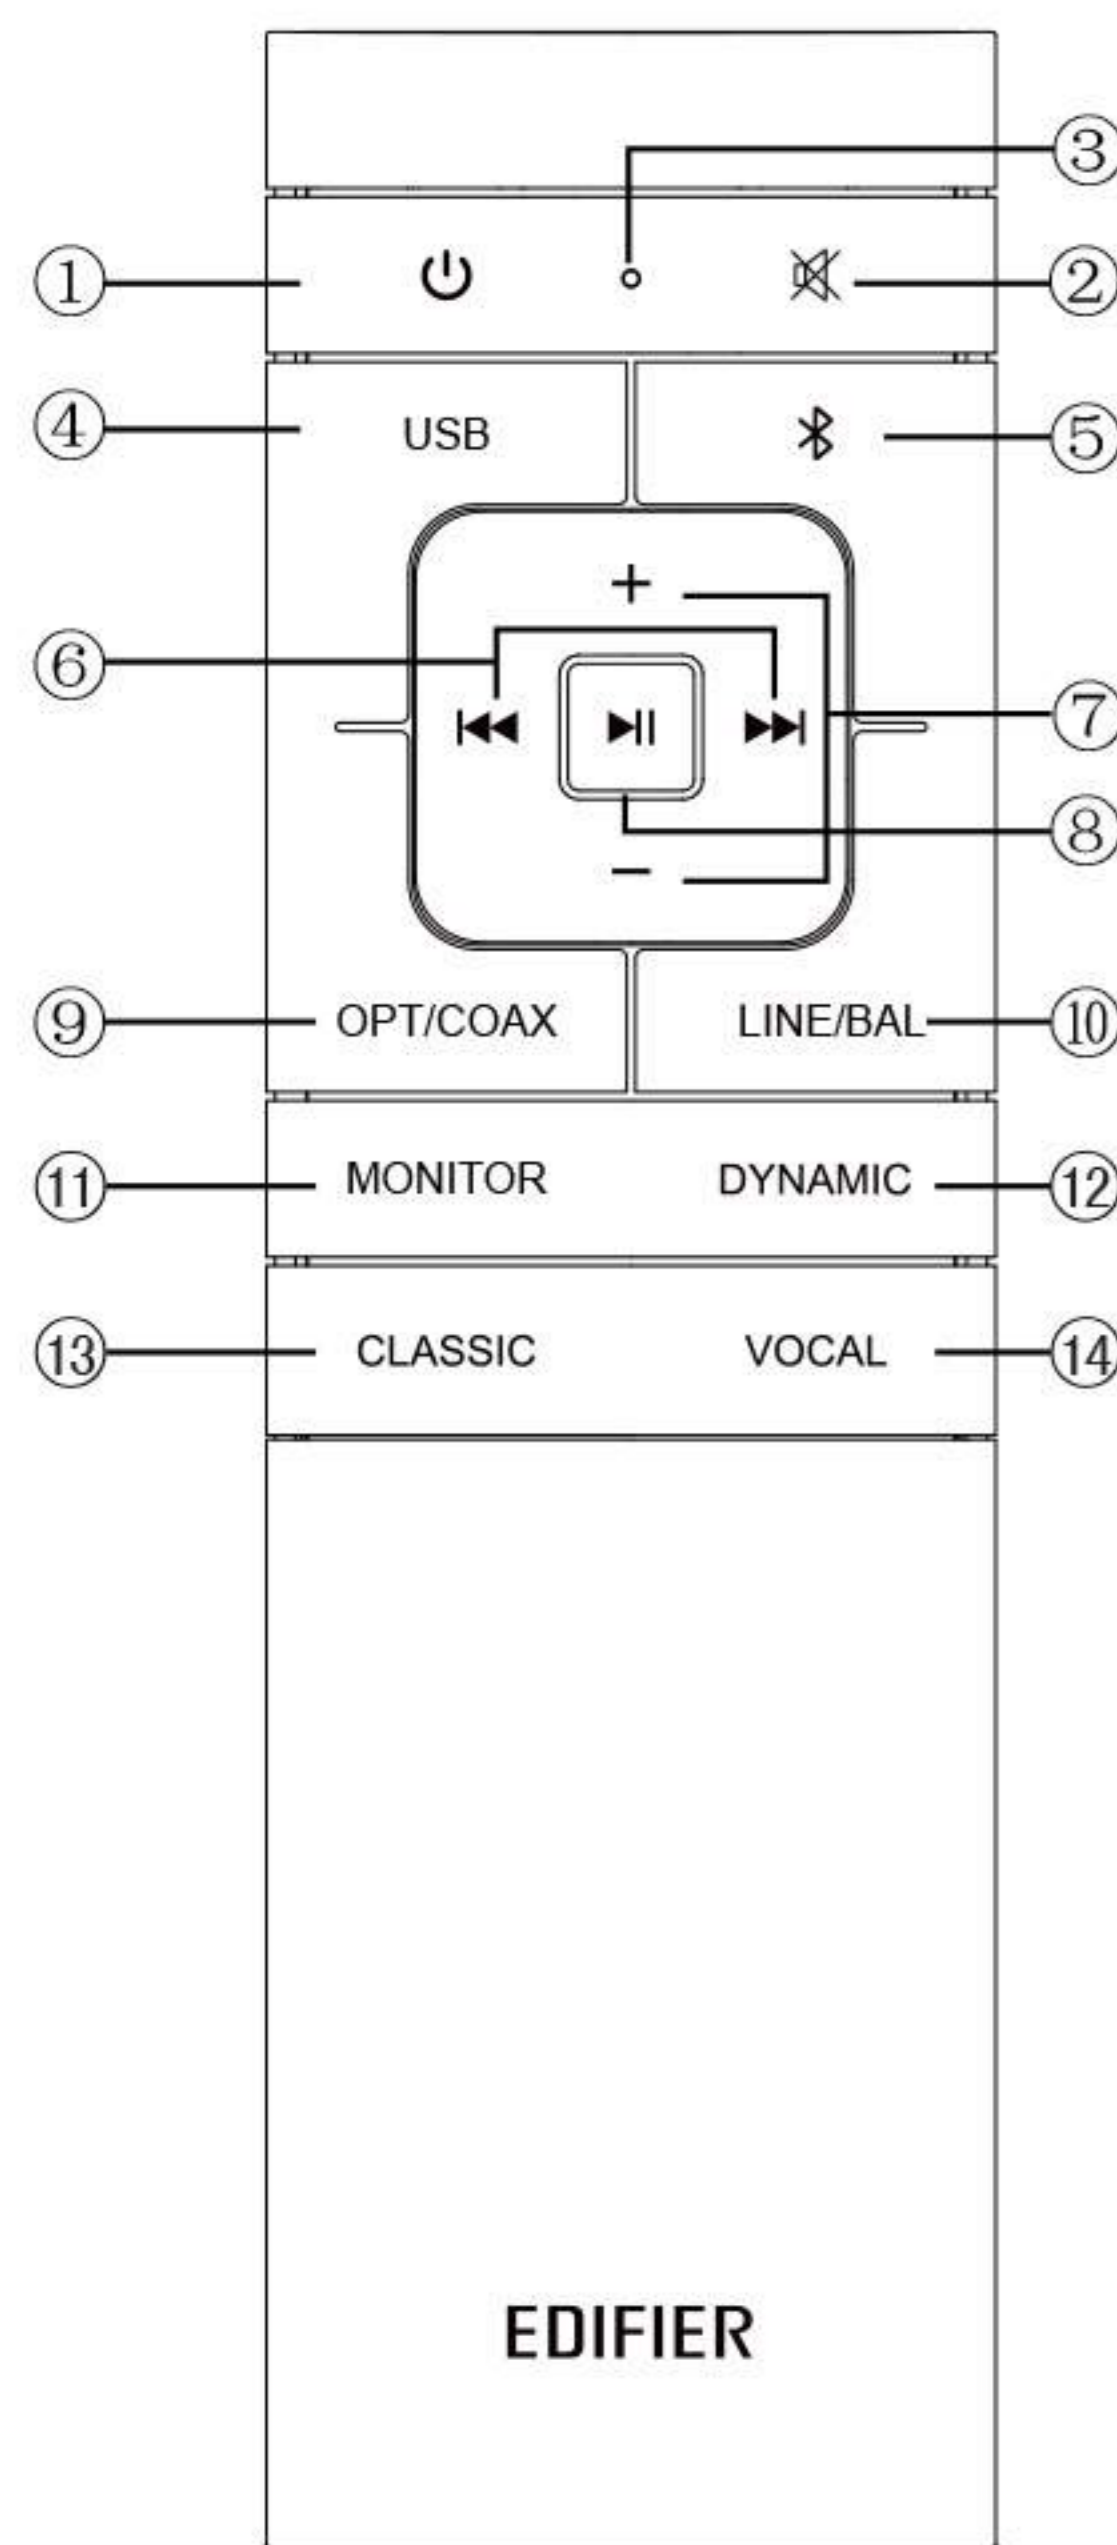 ③
① ②
④ USB ⑤
+
⑥
⑦
⑧
−
⑨ OPT/COAX LINE/BAL ⑩
⑪ MONITOR DYNAMIC ⑫
⑬ CLASSIC VOCAL ⑭
EDIFIER